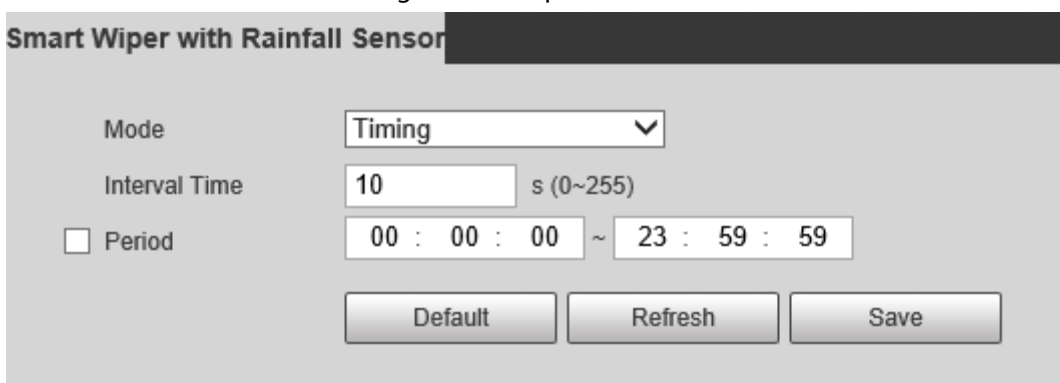 Smart Wiper with Rainfall Sensor
Mode Timing
Interval Time 10 s (0~255)
Period 00 : 00 : 00 ~ 23 : 59 : 59
Default Refresh Save